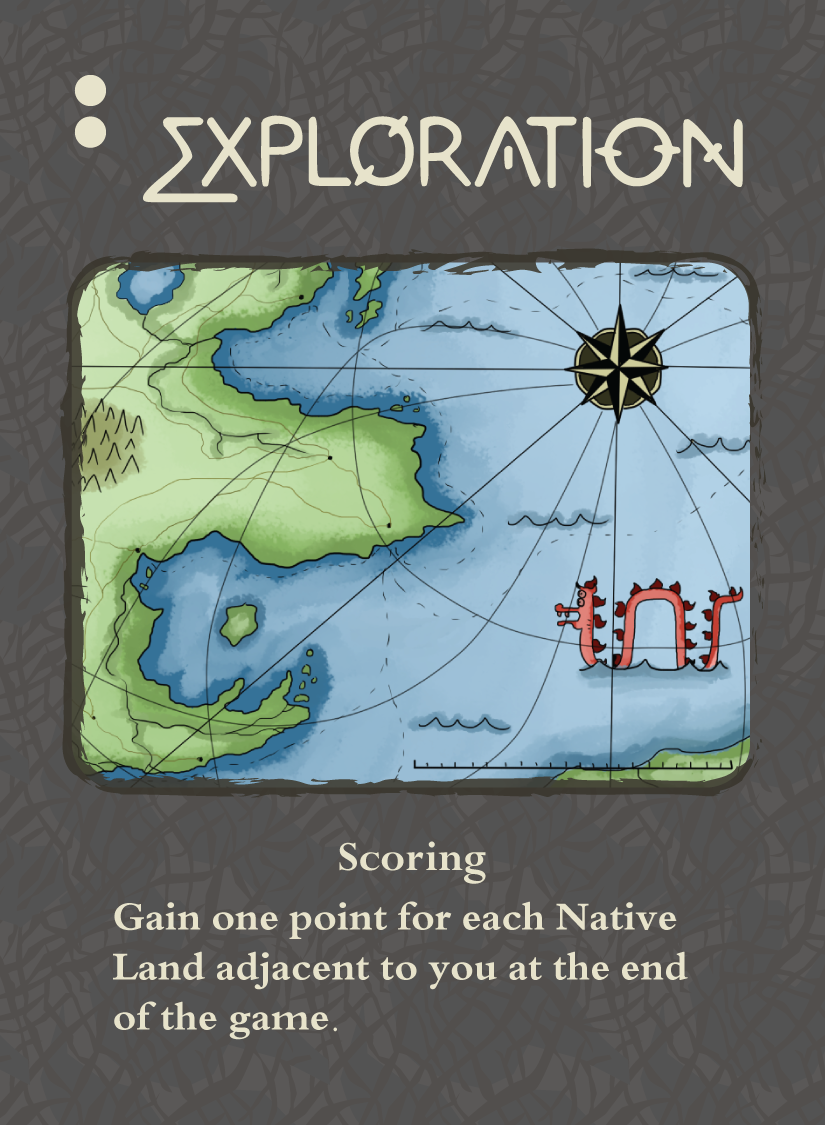 EXPLORATION
Scoring
Gain one point for each Native
Land adjacent to you at the end
of the game.